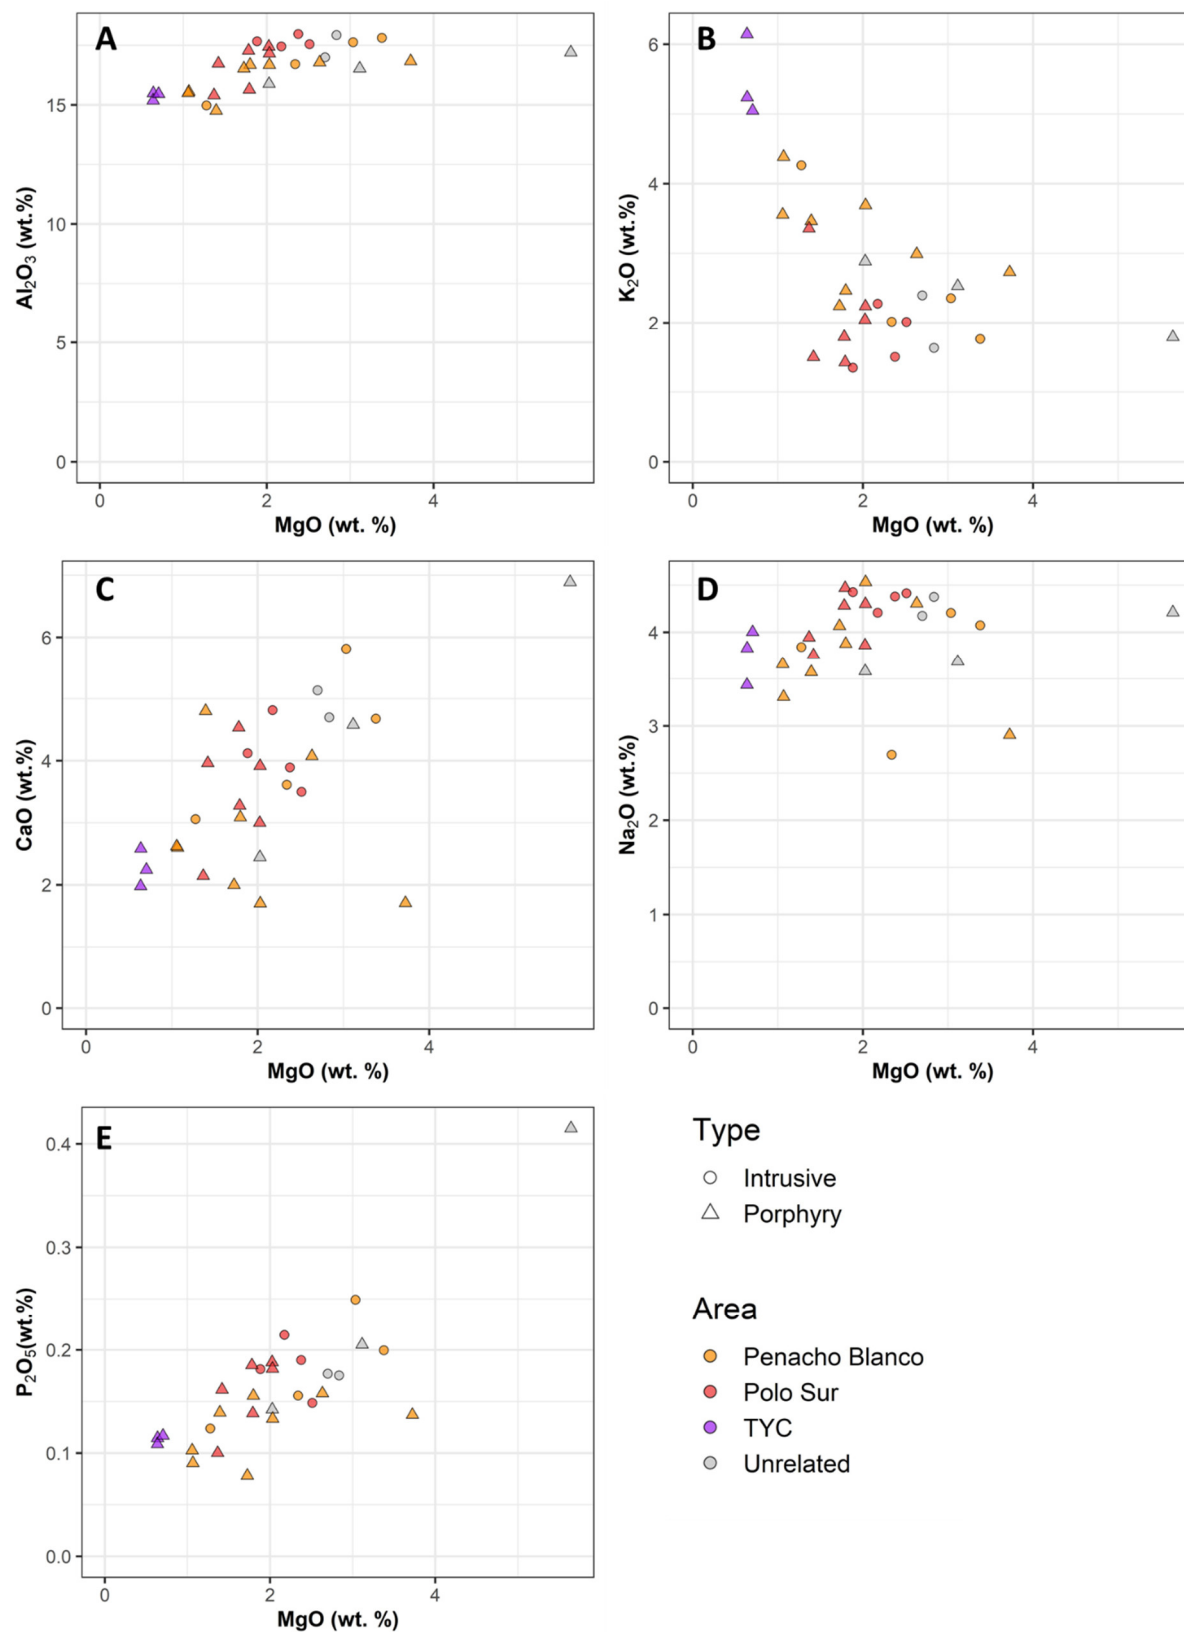 A
Al₂O₃ (wt.%)
15
10
5
0
0 2 4
MgO (wt. %)
B
K₂O (wt.%)
6
4
2
0
0 2 4
MgO (wt. %)
C
CaO (wt.%)
6
4
2
0
0 2 4
MgO (wt. %)
D
Na₂O (wt.%)
4
3
2
1
0
0 2 4
MgO (wt. %)
E
P₂O₅(wt.%)
0.4
0.3
0.2
0.1
0.0
0 2 4
MgO (wt. %)
Type
Intrusive
Porphyry
Area
Penacho Blanco
Polo Sur
TYC
Unrelated